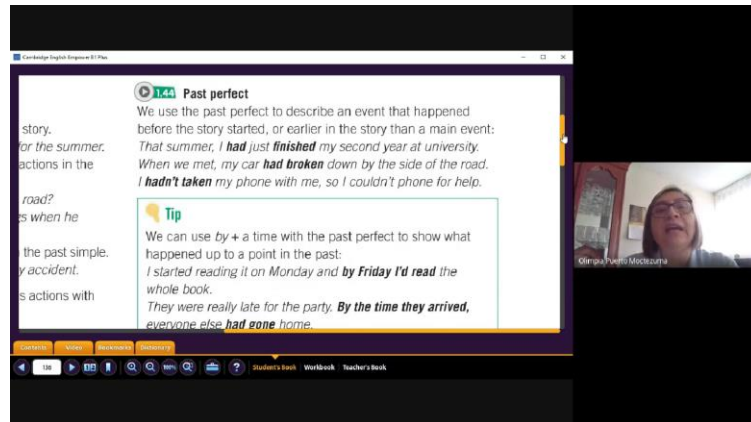 Cambridge English Empower B1 Plus
1.44 Past perfect
We use the past perfect to describe an event that happened
before the story started, or earlier in the story than a main event:
That summer, I had just finished my second year at university.
When we met, my car had broken down by the side of the road.
I hadn't taken my phone with me, so I couldn't phone for help.
Tip
We can use by + a time with the past perfect to show what
happened up to a point in the past:
I started reading it on Monday and by Friday I'd read the
whole book.
They were really late for the party. By the time they arrived,
everyone else had gone home.
story.
for the summer.
actions in the
road?
s when he
the past simple.
y accident.
s actions with
Contents Video Bookmarks Dictionary
138 100% ? Student's Book Workbook Teacher's Book
Olimpia Puerto Moctezuma